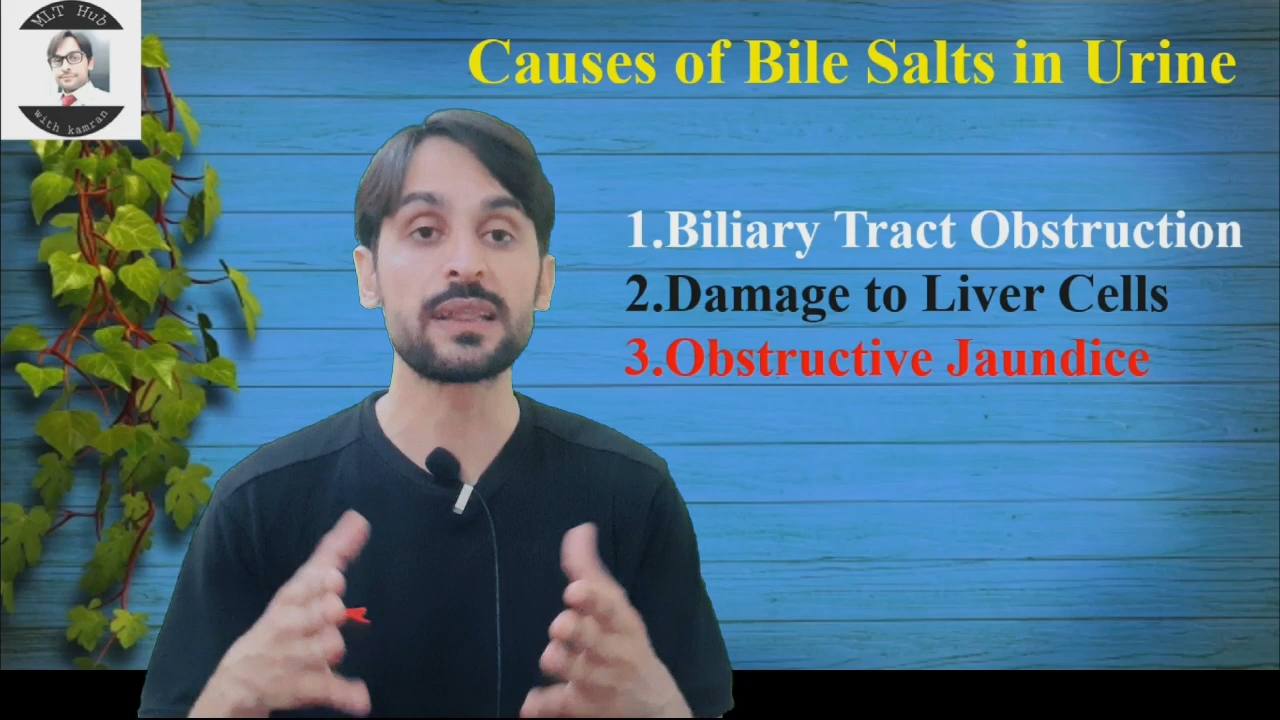 MLT Hub
with kamran
Causes of Bile Salts in Urine
1.Biliary Tract Obstruction
2.Damage to Liver Cells
3.Obstructive Jaundice